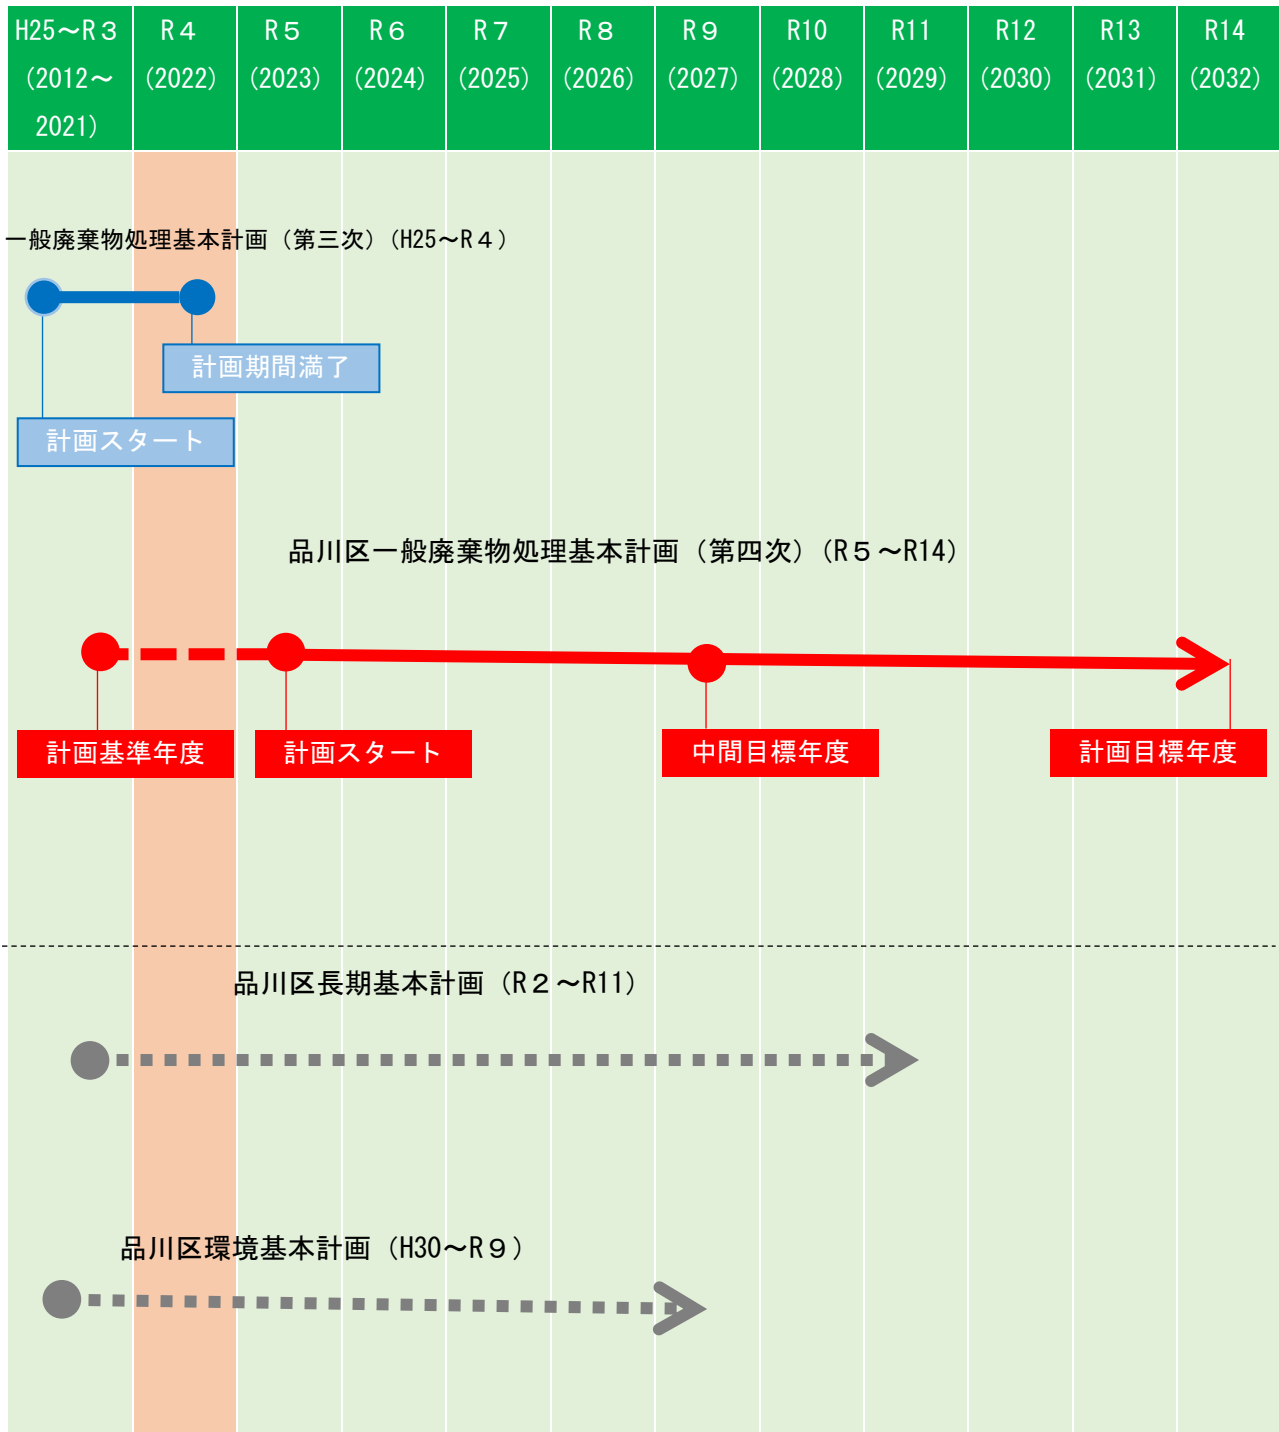 H25～R３
（2012～
2021）
R４
（2022）
R５
（2023）
R６
（2024）
R７
（2025）
R８
（2026）
R９
（2027）
R10
（2028）
R11
（2029）
R12
（2030）
R13
（2031）
R14
（2032）
一般廃棄物処理基本計画（第三次）（H25～R４）
計画期間満了
計画スタート
品川区一般廃棄物処理基本計画（第四次）（R５～R14）
計画基準年度
計画スタート
中間目標年度
計画目標年度
品川区長期基本計画（R２～R11）
品川区環境基本計画（H30～R９）